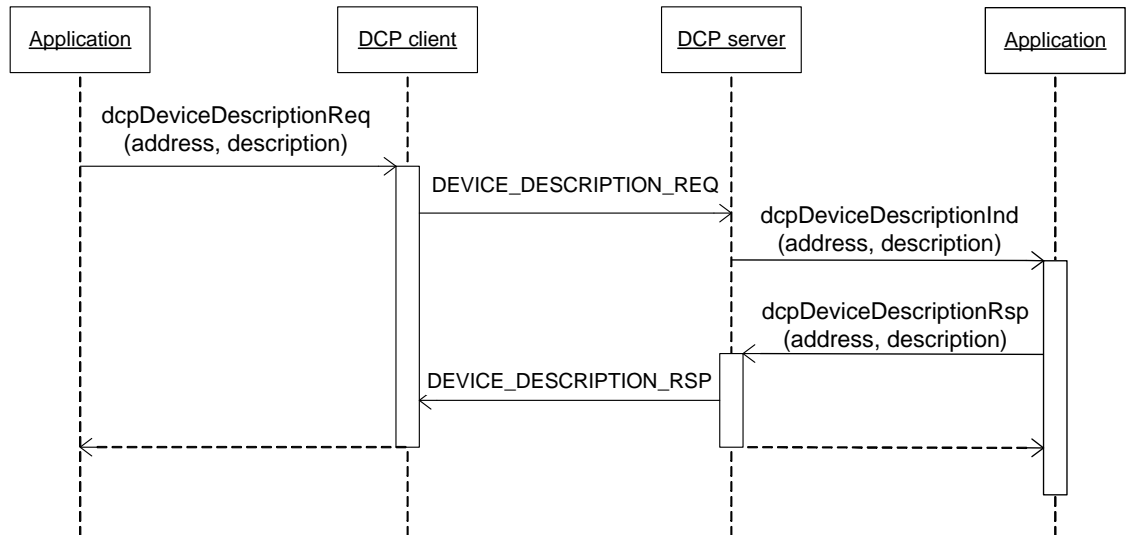 Application
DCP client
DCP server
Application
dcpDeviceDescriptionReq
(address, description)
DEVICE_DESCRIPTION_REQ
dcpDeviceDescriptionInd
(address, description)
dcpDeviceDescriptionRsp
(address, description)
DEVICE_DESCRIPTION_RSP